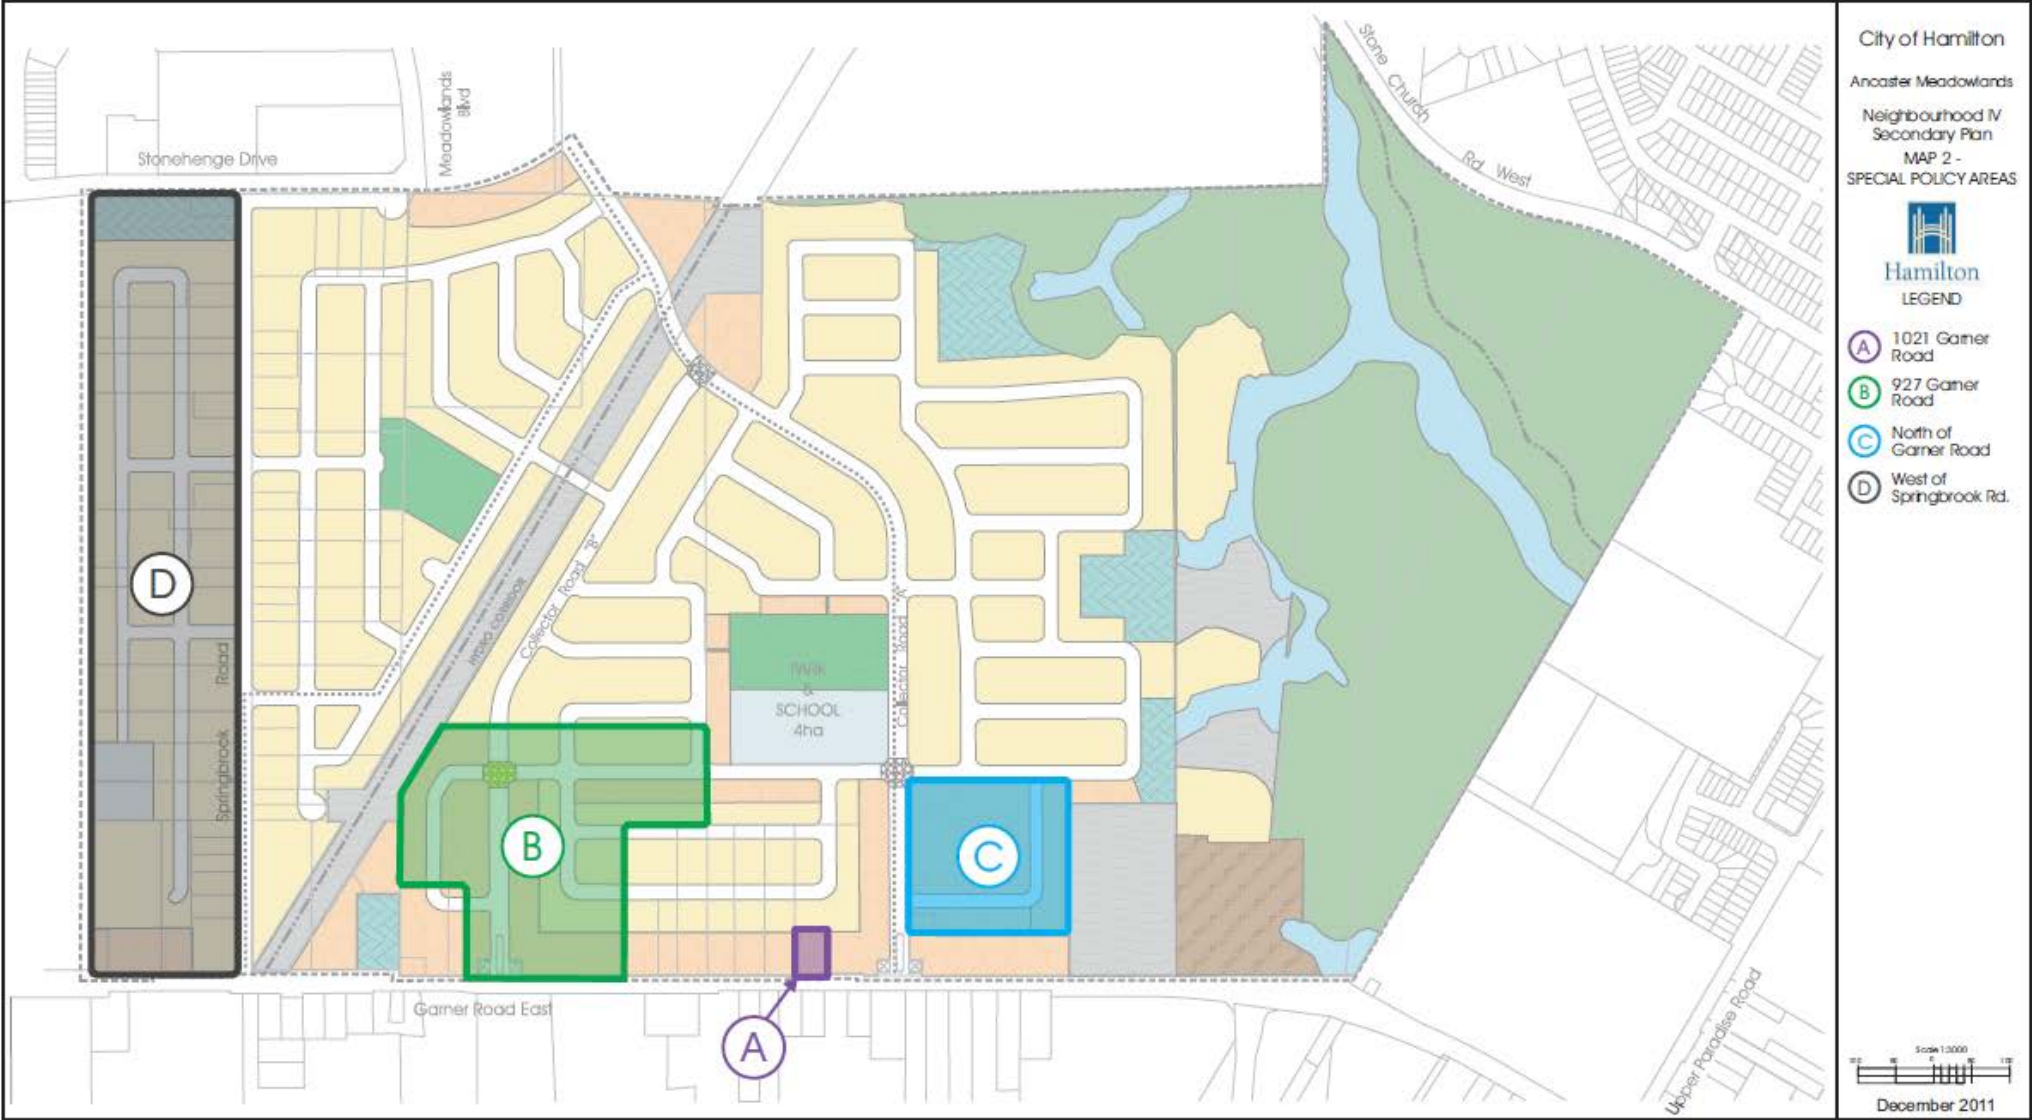 City of Hamilton
Ancaster Meadowlands
Neighbourhood IV
Secondary Plan
MAP 2 -
SPECIAL POLICY AREAS
Hamilton
LEGEND
A
1021 Garner
Road
B
927 Garner
Road
C
North of
Garner Road
D
West of
Springbrook Rd.
Stone Church
Rd. West
Meadowlands
Blvd
Stonehenge Drive
D
Springbrook Road
HYDRO CORRIDOR
Collector Road "B"
PARK
&
SCHOOL
4ha
Collector Road
B
C
A
Garner Road East
Upper Paradise Road
Scale 1:3000
December 2011